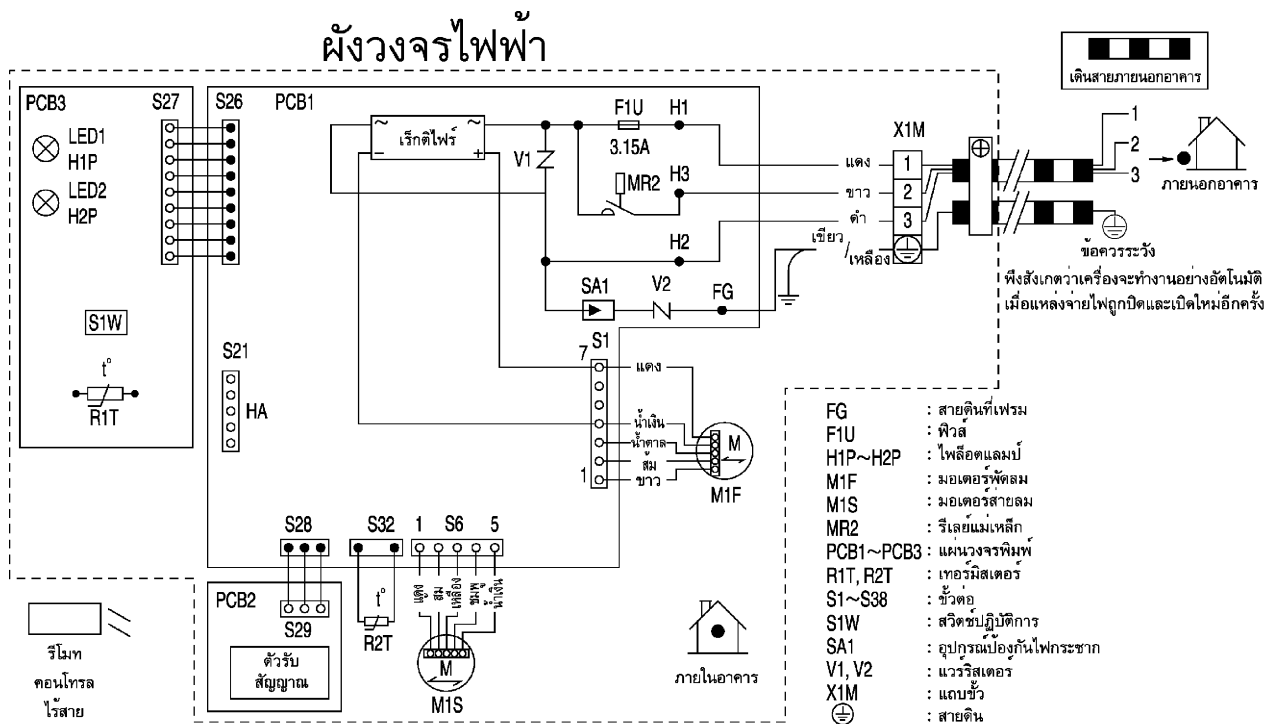 ผังวงจรไฟฟ้า
เดินสายภายนอกอาคาร
PCB3
S27
S26
PCB1
LED1
H1P
LED2
H2P
S1W
t°
R1T
S21
HA
~
เร็กติไฟร์
~
−
+
V1
F1U
3.15A
H1
MR2
H3
H2
SA1
V2
FG
X1M
แดง
1
ขาว
2
ดำ
3
เขียว
/เหลือง
1
2
3
ภายนอกอาคาร
ข้อควรระวัง
พึงสังเกตว่าเครื่องจะทำงานอย่างอัตโนมัติ
เมื่อแหล่งจ่ายไฟถูกปิดและเปิดใหม่อีกครั้ง
S1
7
แดง
น้ำเงิน
น้ำตาล
ส้ม
1
ขาว
M
M1F
S28
S32
1
S6
5
แดง
ส้ม
เหลือง
ชมพู
น้ำเงิน
PCB2
S29
ตัวรับ
สัญญาณ
t°
R2T
M
M1S
รีโมท
คอนโทรล
ไร้สาย
ภายในอาคาร
FG : สายดินที่เฟรม
F1U : ฟิวส์
H1P~H2P : ไพล็อตแลมป์
M1F : มอเตอร์พัดลม
M1S : มอเตอร์ส่ายลม
MR2 : รีเลย์แม่เหล็ก
PCB1~PCB3 : แผ่นวงจรพิมพ์
R1T, R2T : เทอร์มิสเตอร์
S1~S38 : ขั้วต่อ
S1W : สวิตช์ปฏิบัติการ
SA1 : อุปกรณ์ป้องกันไฟกระชาก
V1, V2 : แวร์ริสเตอร์
X1M : แถบขั้ว
: สายดิน